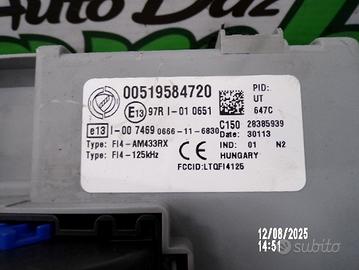 Auto Daz
00519584720
PID:
UT
647C
E13 97R I-01 0651
e13 I-00 7469 0666-11-6830
C150 28385939
Type: FI4-AM433RX
Date: 30113
Type: FI4-125kHz
IND: 01 N2
HUNGARY
FCCID:LTQFI4125
12/08/2025
14:51
subito